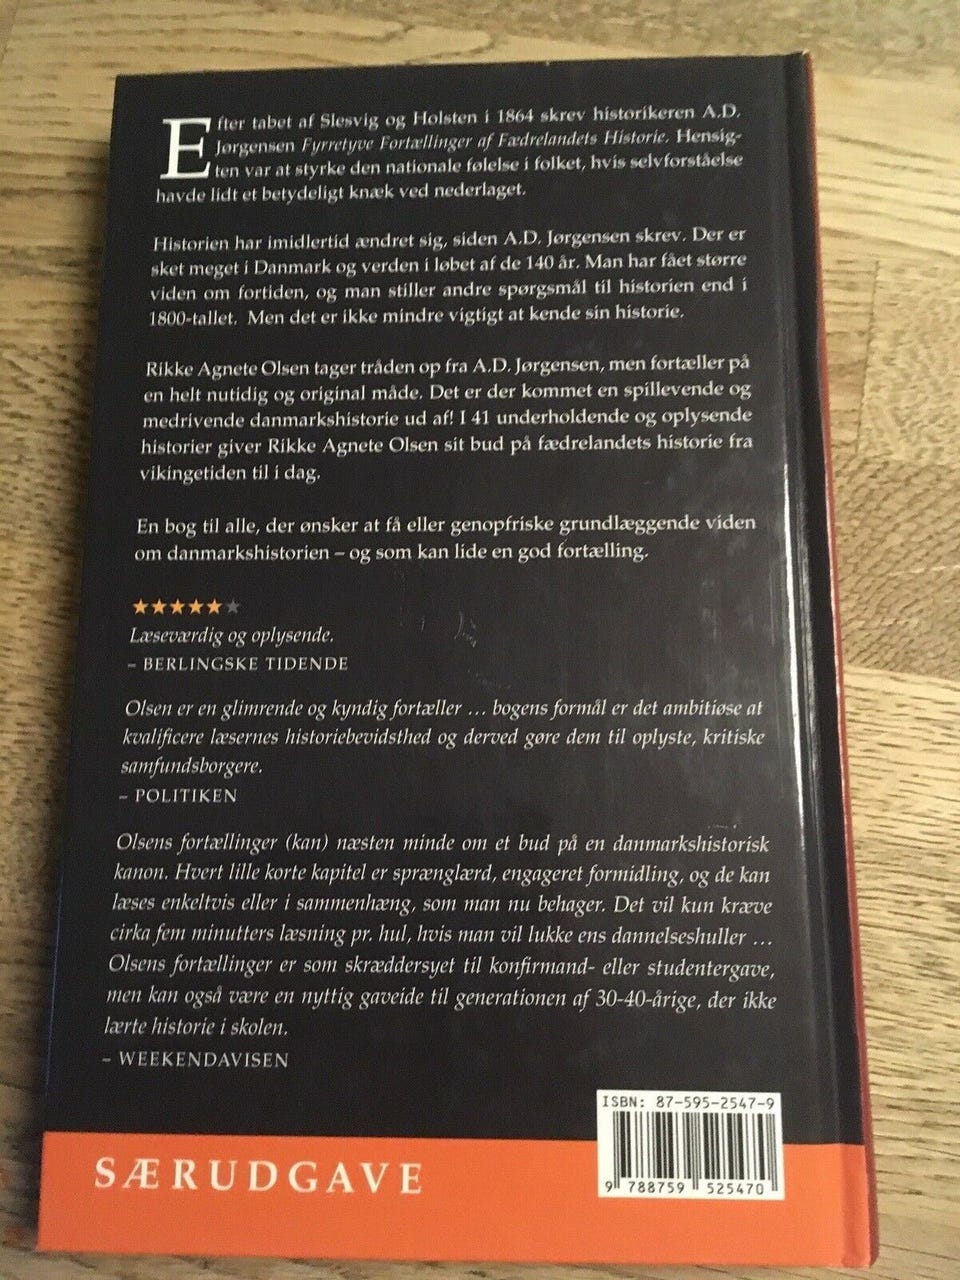 Efter tabet af Slesvig og Holsten i 1864 skrev historikeren A.D.
Jørgensen Fyrretyve Fortællinger af Fædrelandets Historie. Hensig-
ten var at styrke den nationale følelse i folket, hvis selvforståelse
havde lidt et betydeligt knæk ved nederlaget.
Historien har imidlertid ændret sig, siden A.D. Jørgensen skrev. Der er
sket meget i Danmark og verden i løbet af de 140 år. Man har fået større
viden om fortiden, og man stiller andre spørgsmål til historien end i
1800-tallet. Men det er ikke mindre vigtigt at kende sin historie.
Rikke Agnete Olsen tager tråden op fra A.D. Jørgensen, men fortæller på
en helt nutidig og original måde. Det er der kommet en spillevende og
medrivende danmarkshistorie ud af! I 41 underholdende og oplysende
historier giver Rikke Agnete Olsen sit bud på fædrelandets historie fra
vikingetiden til i dag.
En bog til alle, der ønsker at få eller genopfriske grundlæggende viden
om danmarkshistorien – og som kan lide en god fortælling.
★★★★★★
Læseværdig og oplysende.
– BERLINGSKE TIDENDE
Olsen er en glimrende og kyndig fortæller ... bogens formål er det ambitiøse at
kvalificere læsernes historiebevidsthed og derved gøre dem til oplyste, kritiske
samfundsborgere.
– POLITIKEN
Olsens fortællinger (kan) næsten minde om et bud på en danmarkshistorisk
kanon. Hvert lille korte kapitel er sprænglærd, engageret formidling, og de kan
læses enkeltvis eller i sammenhæng, som man nu behager. Det vil kun kræve
cirka fem minutters læsning pr. hul, hvis man vil lukke ens dannelseshuller ...
Olsens fortællinger er som skræddersyet til konfirmand- eller studentergave,
men kan også være en nyttig gaveide til generationen af 30-40-årige, der ikke
lærte historie i skolen.
– WEEKENDAVISEN
ISBN: 87-595-2547-9
9 788759 525470
SÆRUDGAVE